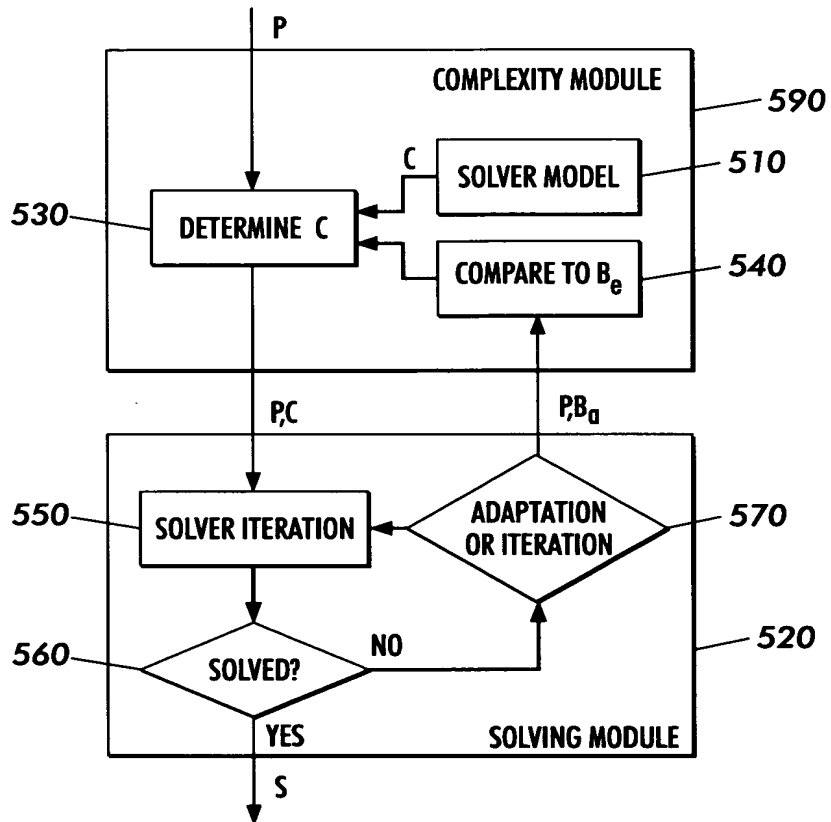 P
COMPLEXITY MODULE
590
C
SOLVER MODEL
510
530
DETERMINE C
COMPARE TO Be
540
P,C
P,Ba
550
SOLVER ITERATION
ADAPTATION
OR ITERATION
570
560
SOLVED?
NO
520
YES
SOLVING MODULE
S